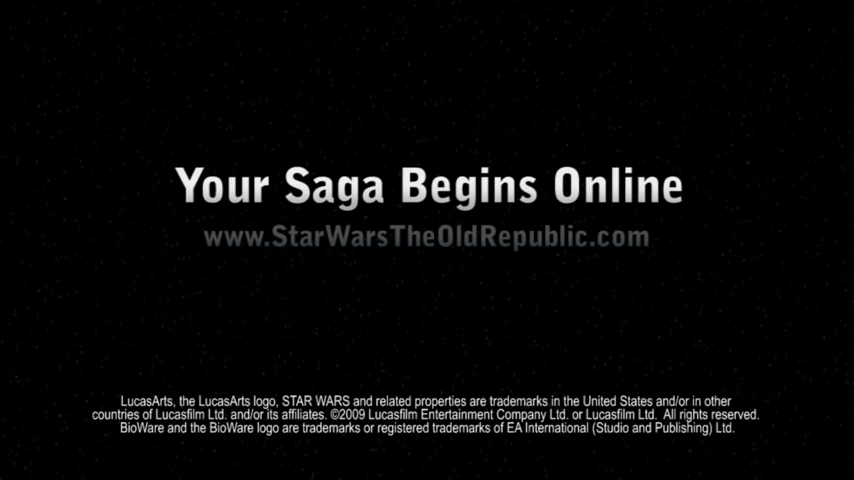 Your Saga Begins Online
www.StarWarsTheOldRepublic.com
LucasArts, the LucasArts logo, STAR WARS and related properties are trademarks in the United States and/or in other
countries of Lucasfilm Ltd. and/or its affiliates. ©2009 Lucasfilm Entertainment Company Ltd. or Lucasfilm Ltd. All rights reserved.
BioWare and the BioWare logo are trademarks or registered trademarks of EA International (Studio and Publishing) Ltd.